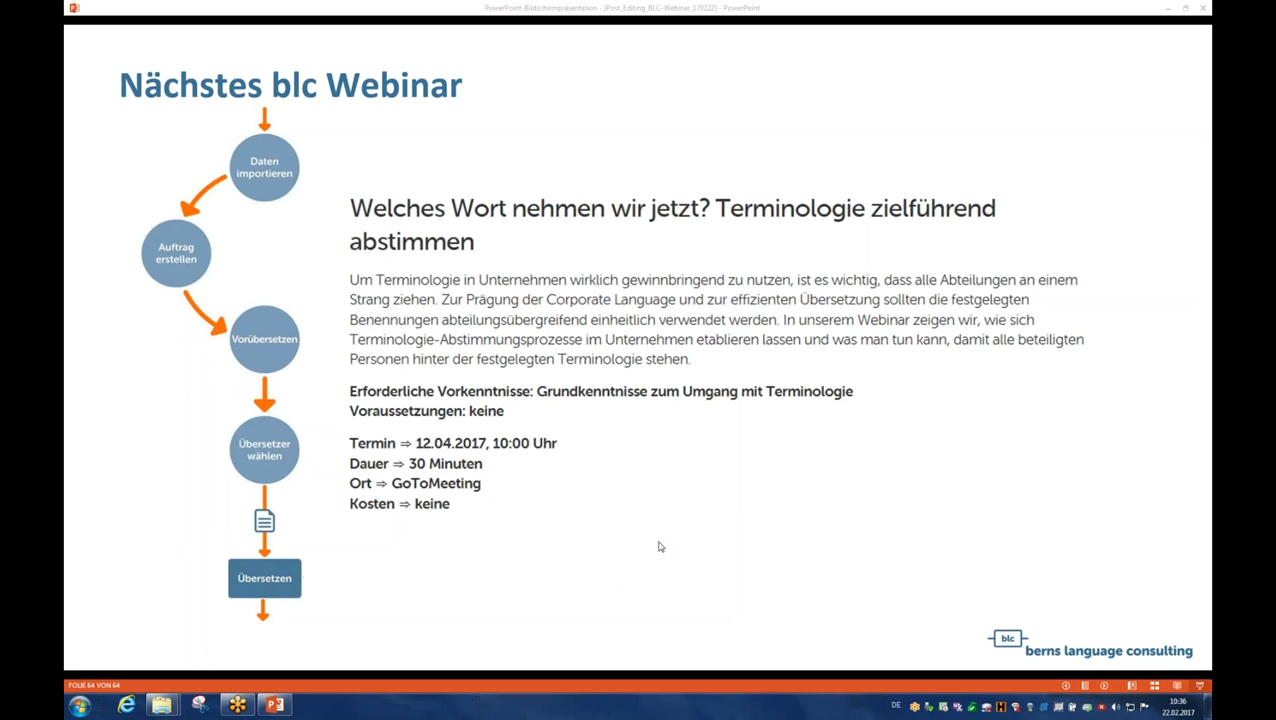 PowerPoint-Bildschirmpräsentation - [Post_Editing_BLC-Webinar_170222] - PowerPoint
Nächstes blc Webinar
Daten
importieren
Auftrag
erstellen
Vorübersetzen
Übersetzer
wählen
Übersetzen
Welches Wort nehmen wir jetzt? Terminologie zielführend
abstimmen
Um Terminologie in Unternehmen wirklich gewinnbringend zu nutzen, ist es wichtig, dass alle Abteilungen an einem
Strang ziehen. Zur Prägung der Corporate Language und zur effizienten Übersetzung sollten die festgelegten
Benennungen abteilungsübergreifend einheitlich verwendet werden. In unserem Webinar zeigen wir, wie sich
Terminologie-Abstimmungsprozesse im Unternehmen etablieren lassen und was man tun kann, damit alle beteiligten
Personen hinter der festgelegten Terminologie stehen.
Erforderliche Vorkenntnisse: Grundkenntnisse zum Umgang mit Terminologie
Voraussetzungen: keine
Termin ⇒ 12.04.2017, 10:00 Uhr
Dauer ⇒ 30 Minuten
Ort ⇒ GoToMeeting
Kosten ⇒ keine
blc
berns language consulting
FOLIE 64 VON 64
DE
10:36
22.02.2017